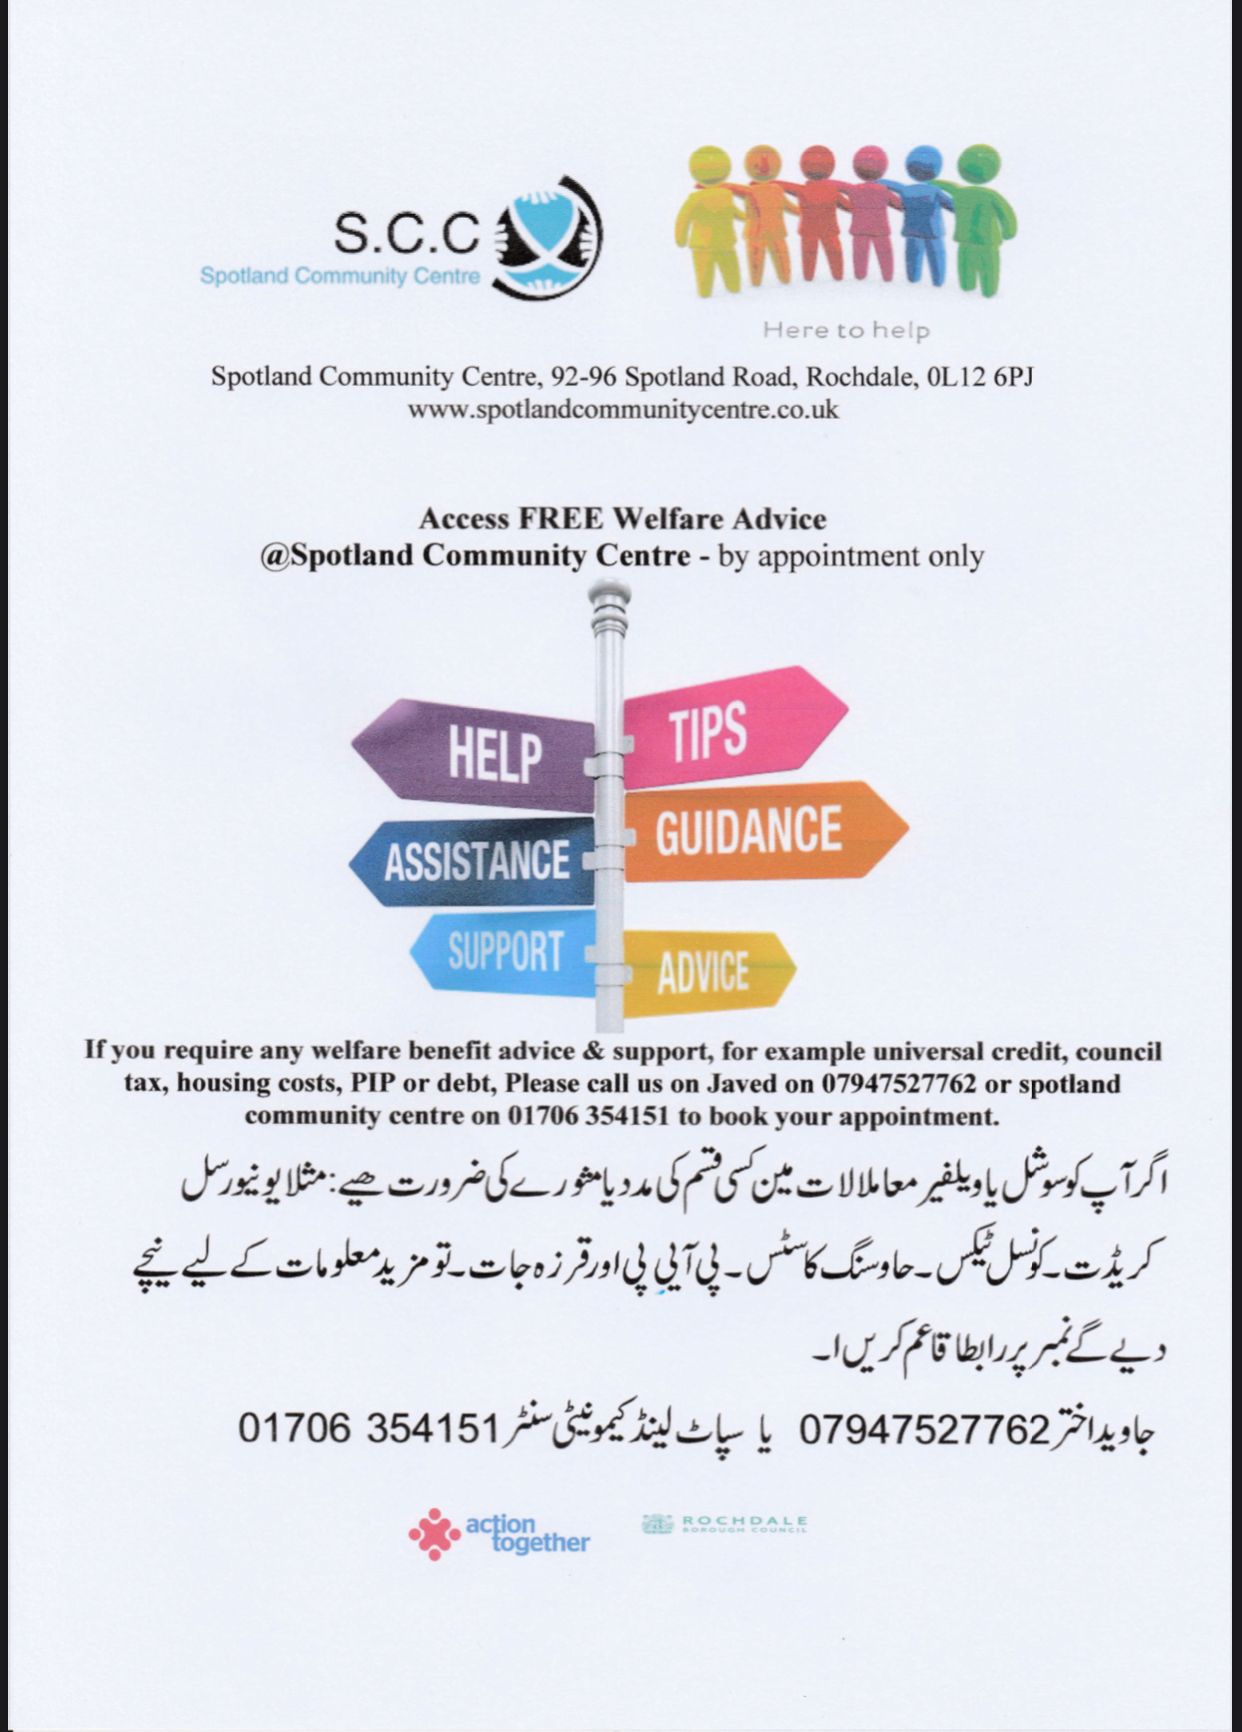 S.C.C
Spotland Community Centre
Here to help
Spotland Community Centre, 92-96 Spotland Road, Rochdale, 0L12 6PJ
www.spotlandcommunitycentre.co.uk
Access FREE Welfare Advice
@Spotland Community Centre - by appointment only
HELP
TIPS
GUIDANCE
ASSISTANCE
SUPPORT
ADVICE
If you require any welfare benefit advice & support, for example universal credit, council
tax, housing costs, PIP or debt, Please call us on Javed on 07947527762 or spotland
community centre on 01706 354151 to book your appointment.
اگر آپ کو سوشل یا ویلفیر معاملالات مین کسی قسم کی مدد یا مشورے کی ضرورت ھیے: مثلا یونیورسل
کریڈت۔کونسل ٹیکس۔حاوسنگ کاسٹس۔پی آیی پی اور قرزہ جات۔تو مزید معلومات کے لیے نیچے
دیے گے نمبر پر رابطا قاعم کریں ا۔
جاوید اختر 07947527762 یا سپاٹ لینڈ کیمونیٹی سنٹر 01706 354151
action
together
ROCHDALE
BOROUGH COUNCIL